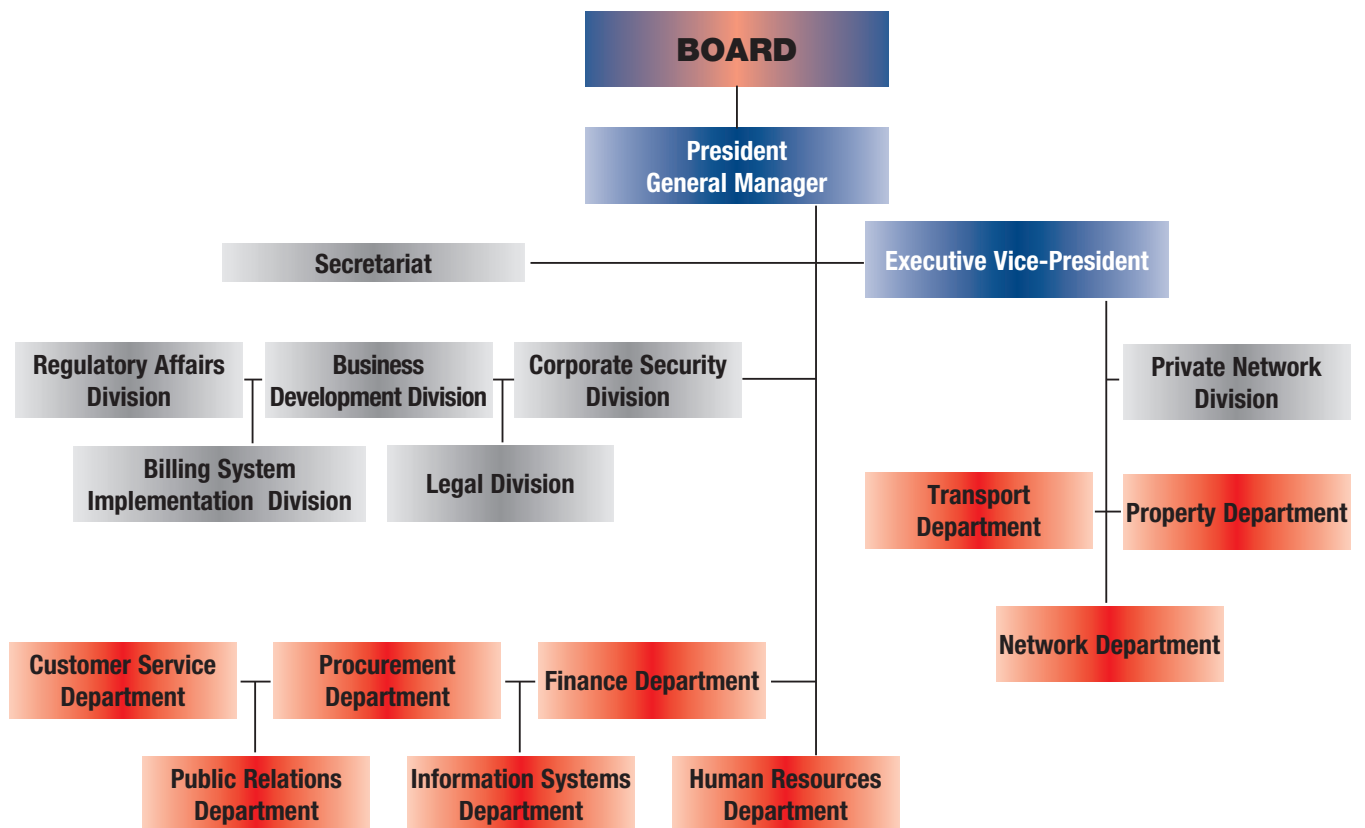 BOARD
President
General Manager
Secretariat
Executive Vice-President
Regulatory Affairs
Division
Business
Development Division
Corporate Security
Division
Private Network
Division
Billing System
Implementation Division
Legal Division
Transport
Department
Property Department
Network Department
Customer Service
Department
Procurement
Department
Finance Department
Public Relations
Department
Information Systems
Department
Human Resources
Department